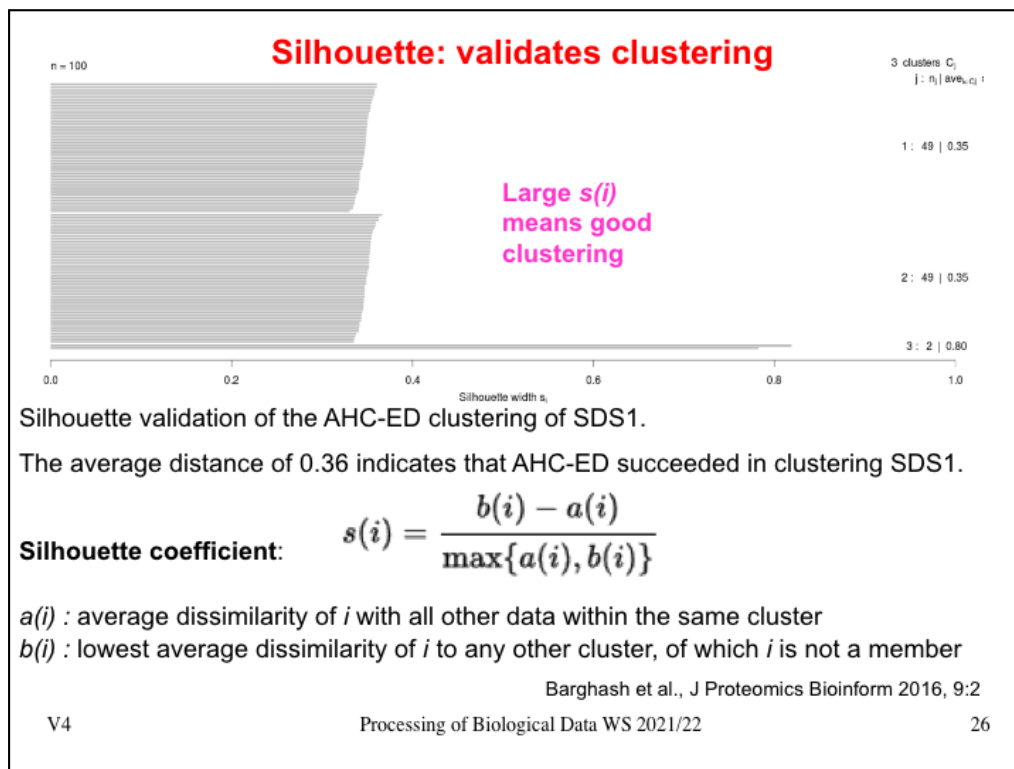 Silhouette: validates clustering
n = 100
3 clusters Cj
j : nj | avei∈Cj si
1 : 49 | 0.35
Large s(i)
means good
clustering
2 : 49 | 0.35
3 : 2 | 0.80
0.0 0.2 0.4 0.6 0.8 1.0
Silhouette width si
Silhouette validation of the AHC-ED clustering of SDS1.
The average distance of 0.36 indicates that AHC-ED succeeded in clustering SDS1.
Silhouette coefficient: s(i) = b(i) − a(i) / max{a(i), b(i)}
a(i) : average dissimilarity of i with all other data within the same cluster
b(i) : lowest average dissimilarity of i to any other cluster, of which i is not a member
Barghash et al., J Proteomics Bioinform 2016, 9:2
V4 Processing of Biological Data WS 2021/22 26